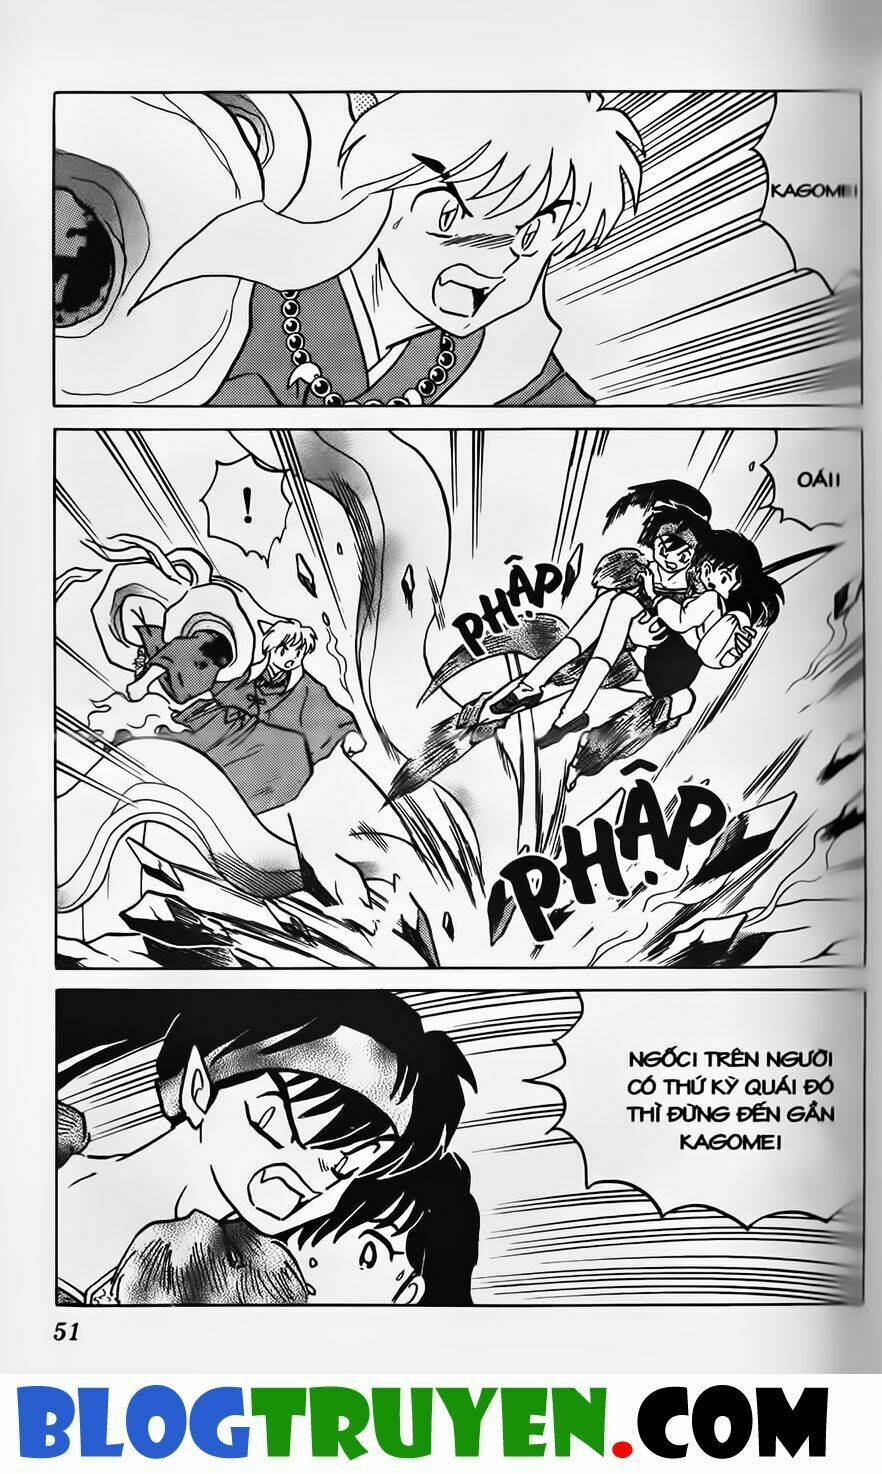 KAGOME!!
OÁ!!
!
PHẬP
PHẬP
NGỐC! TRÊN NGƯỜI
CÓ THỨ KỲ QUÁI ĐÓ
THÌ ĐỪNG ĐẾN GẦN
KAGOME!
51
BLOGTRUYEN.COM